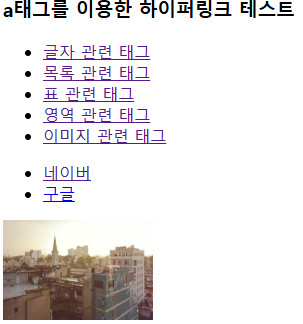 a태그를 이용한 하이퍼링크 테스트
글자 관련 태그
목록 관련 태그
표 관련 태그
영역 관련 태그
이미지 관련 태그
네이버
구글